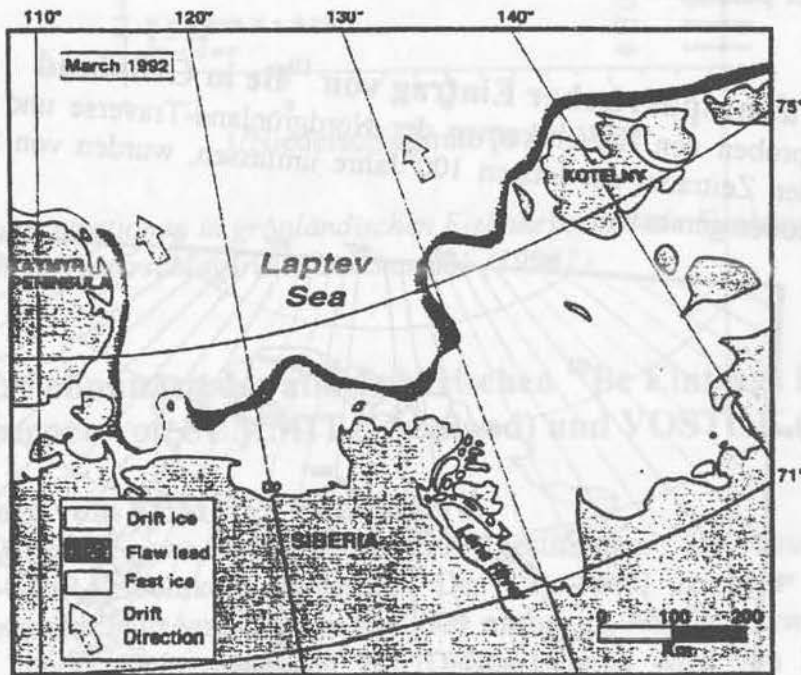 110°
120°
130°
140°
March 1992
75°
KOTELNY
TAYMYR
PENINSULA
Laptev
Sea
71°
Drift ice
Flaw lead
Fast ice
Drift
Direction
SIBERIA
Lena River
0 100 200
Km